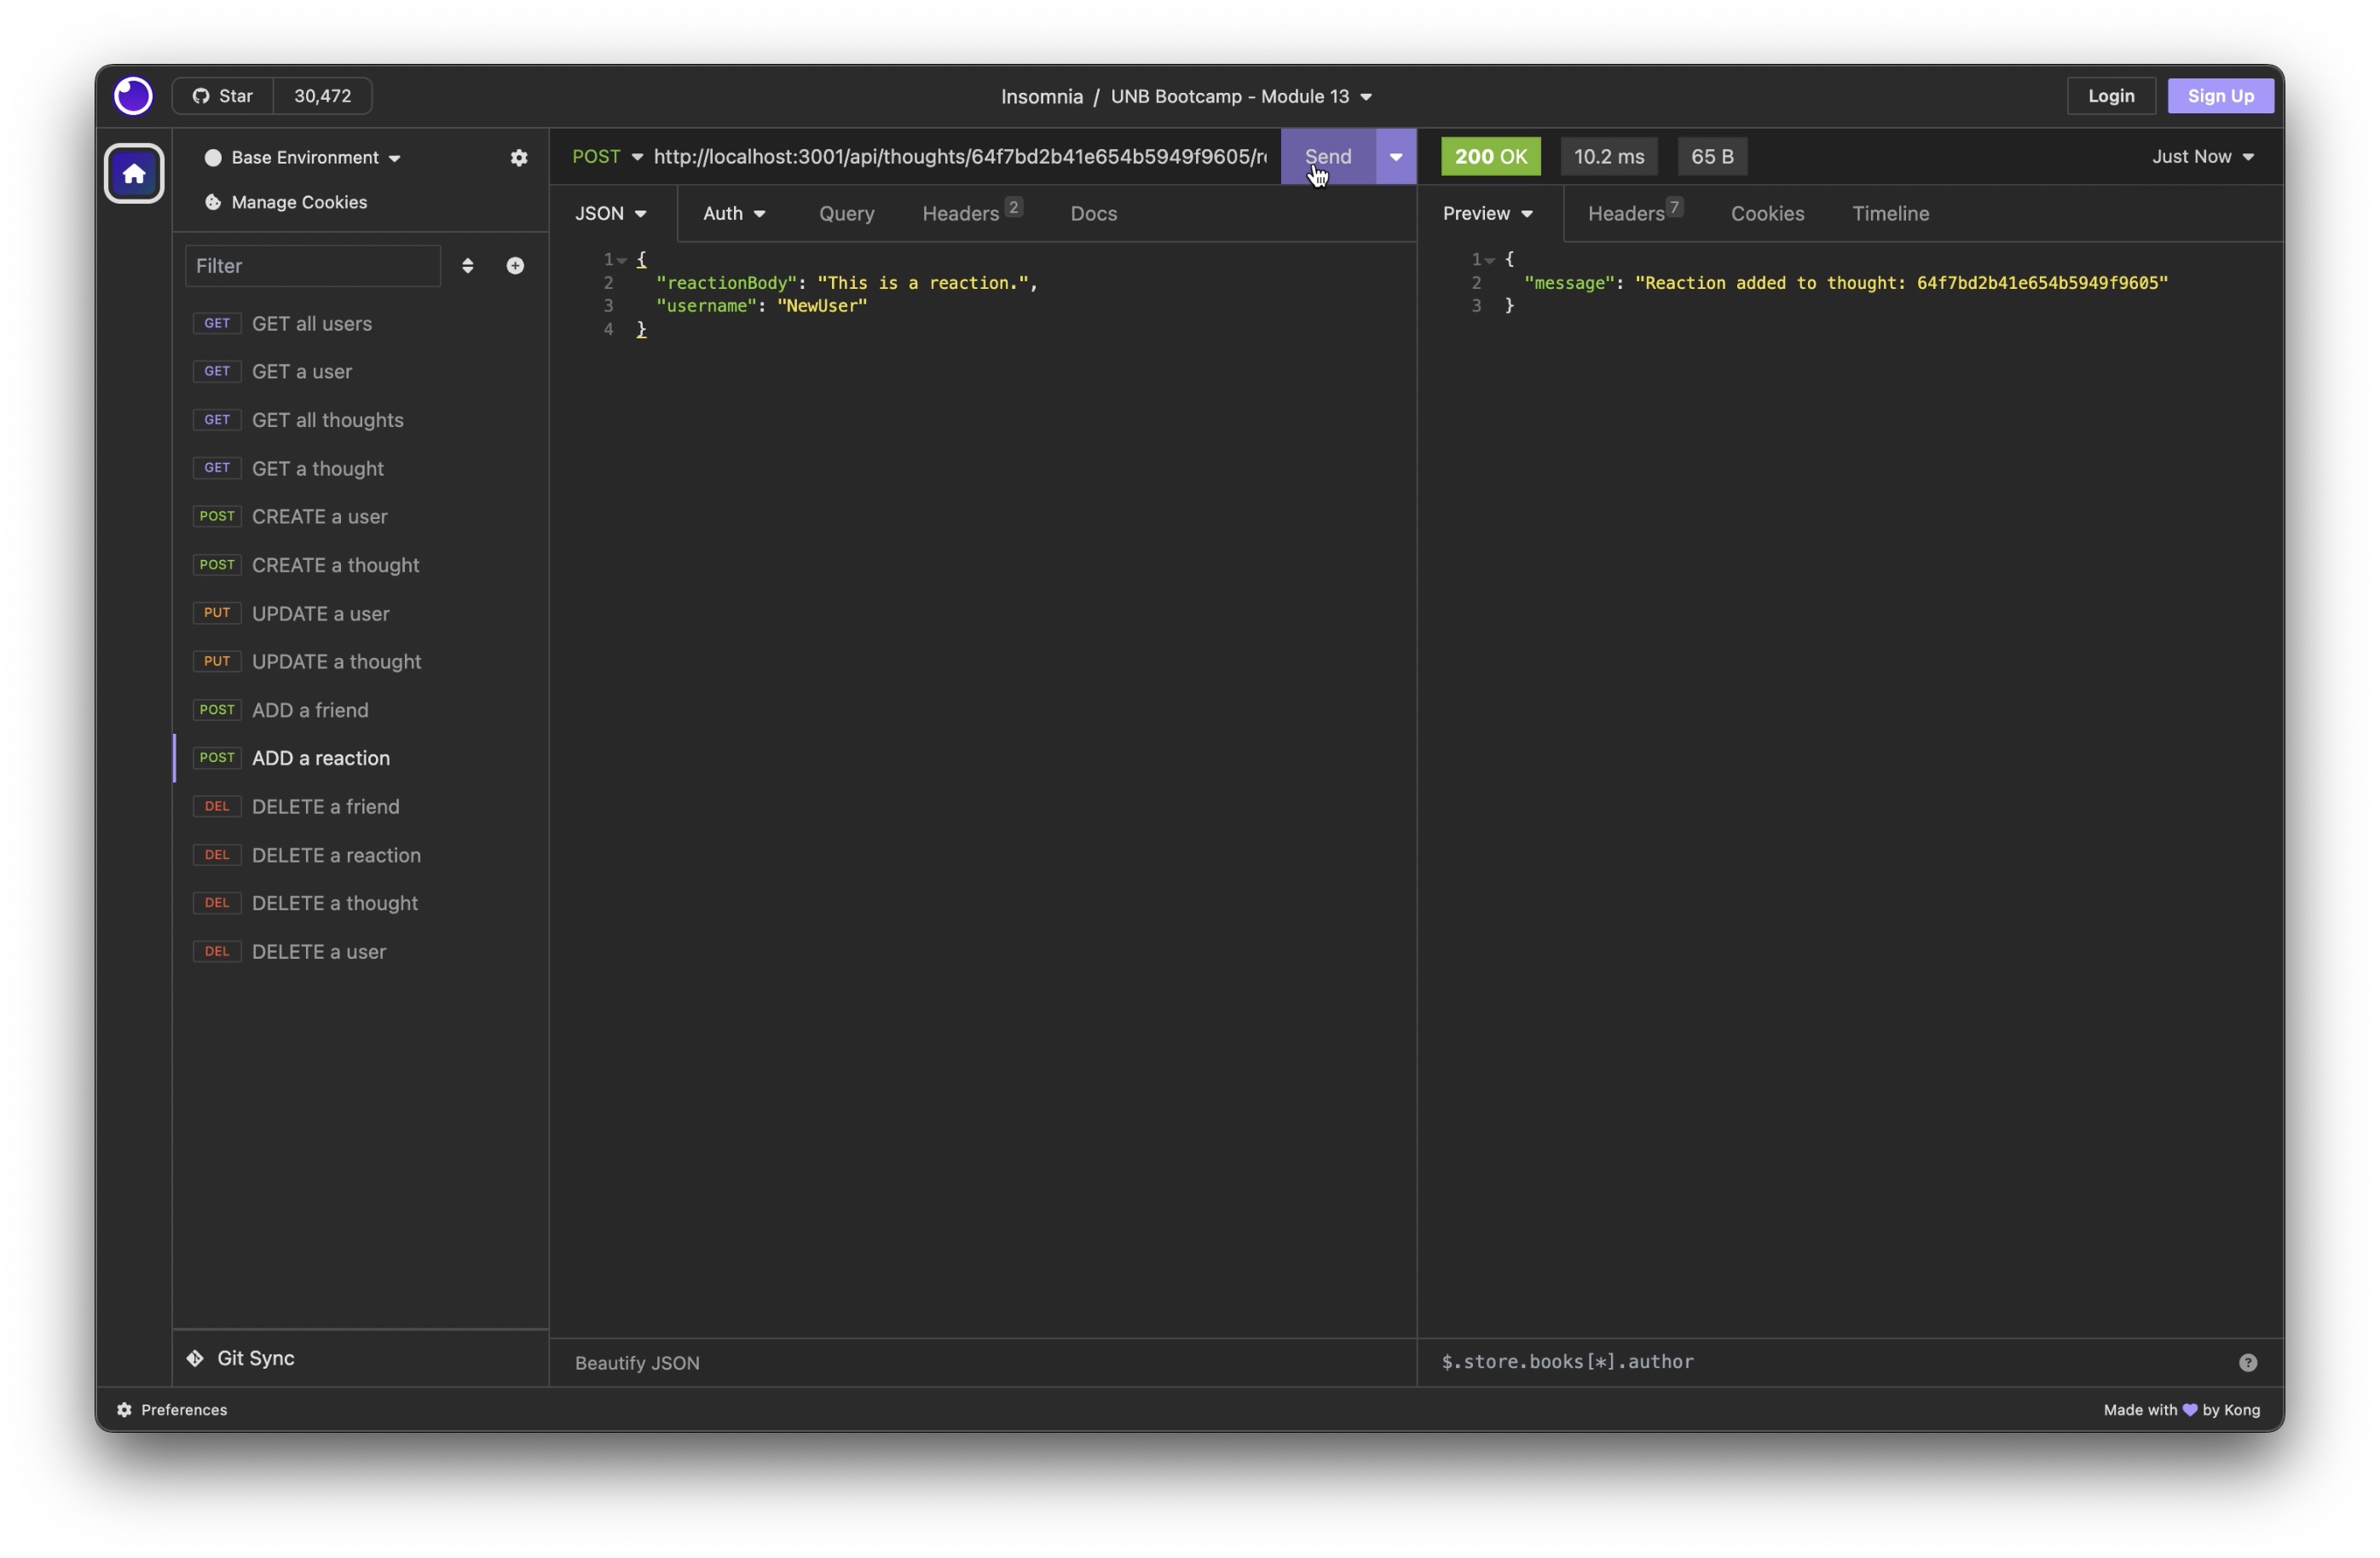 Star 30,472
Insomnia / UNB Bootcamp - Module 13
Login
Sign Up
Base Environment
Manage Cookies
Filter
GET GET all users
GET GET a user
GET GET all thoughts
GET GET a thought
POST CREATE a user
POST CREATE a thought
PUT UPDATE a user
PUT UPDATE a thought
POST ADD a friend
POST ADD a reaction
DEL DELETE a friend
DEL DELETE a reaction
DEL DELETE a thought
DEL DELETE a user
Git Sync
POST http://localhost:3001/api/thoughts/64f7bd2b41e654b5949f9605/re
Send
JSON Auth Query Headers 2 Docs
1 {
2 "reactionBody": "This is a reaction.",
3 "username": "NewUser"
4 }
Beautify JSON
200 OK 10.2 ms 65 B Just Now
Preview Headers 7 Cookies Timeline
1 {
2 "message": "Reaction added to thought: 64f7bd2b41e654b5949f9605"
3 }
$.store.books[*].author
Preferences
Made with 💜 by Kong